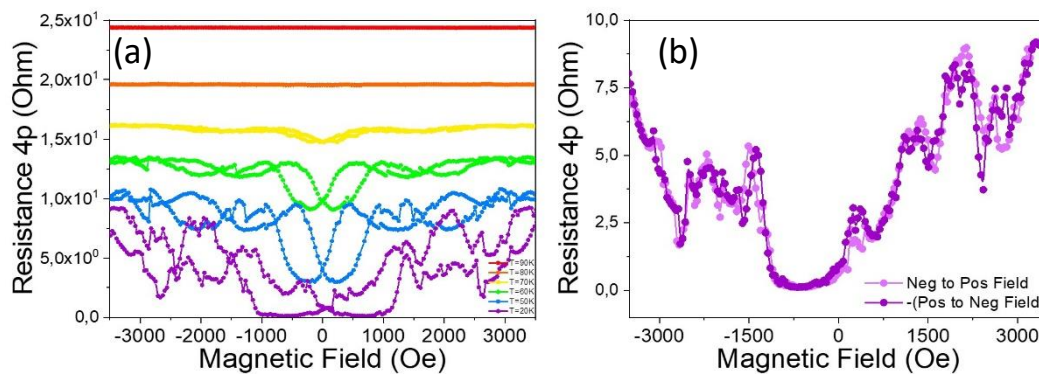 (a)
Resistance 4p (Ohm)
2,5x10¹
2,0x10¹
1,5x10¹
1,0x10¹
5,0x10⁰
0,0
-3000 -2000 -1000 0 1000 2000 3000
Magnetic Field (Oe)
T=90K
T=80K
T=70K
T=60K
T=50K
T=20K
(b)
Resistance 4p (Ohm)
10,0
7,5
5,0
2,5
0,0
-3000 -1500 0 1500 3000
Magnetic Field (Oe)
Neg to Pos Field
-(Pos to Neg Field